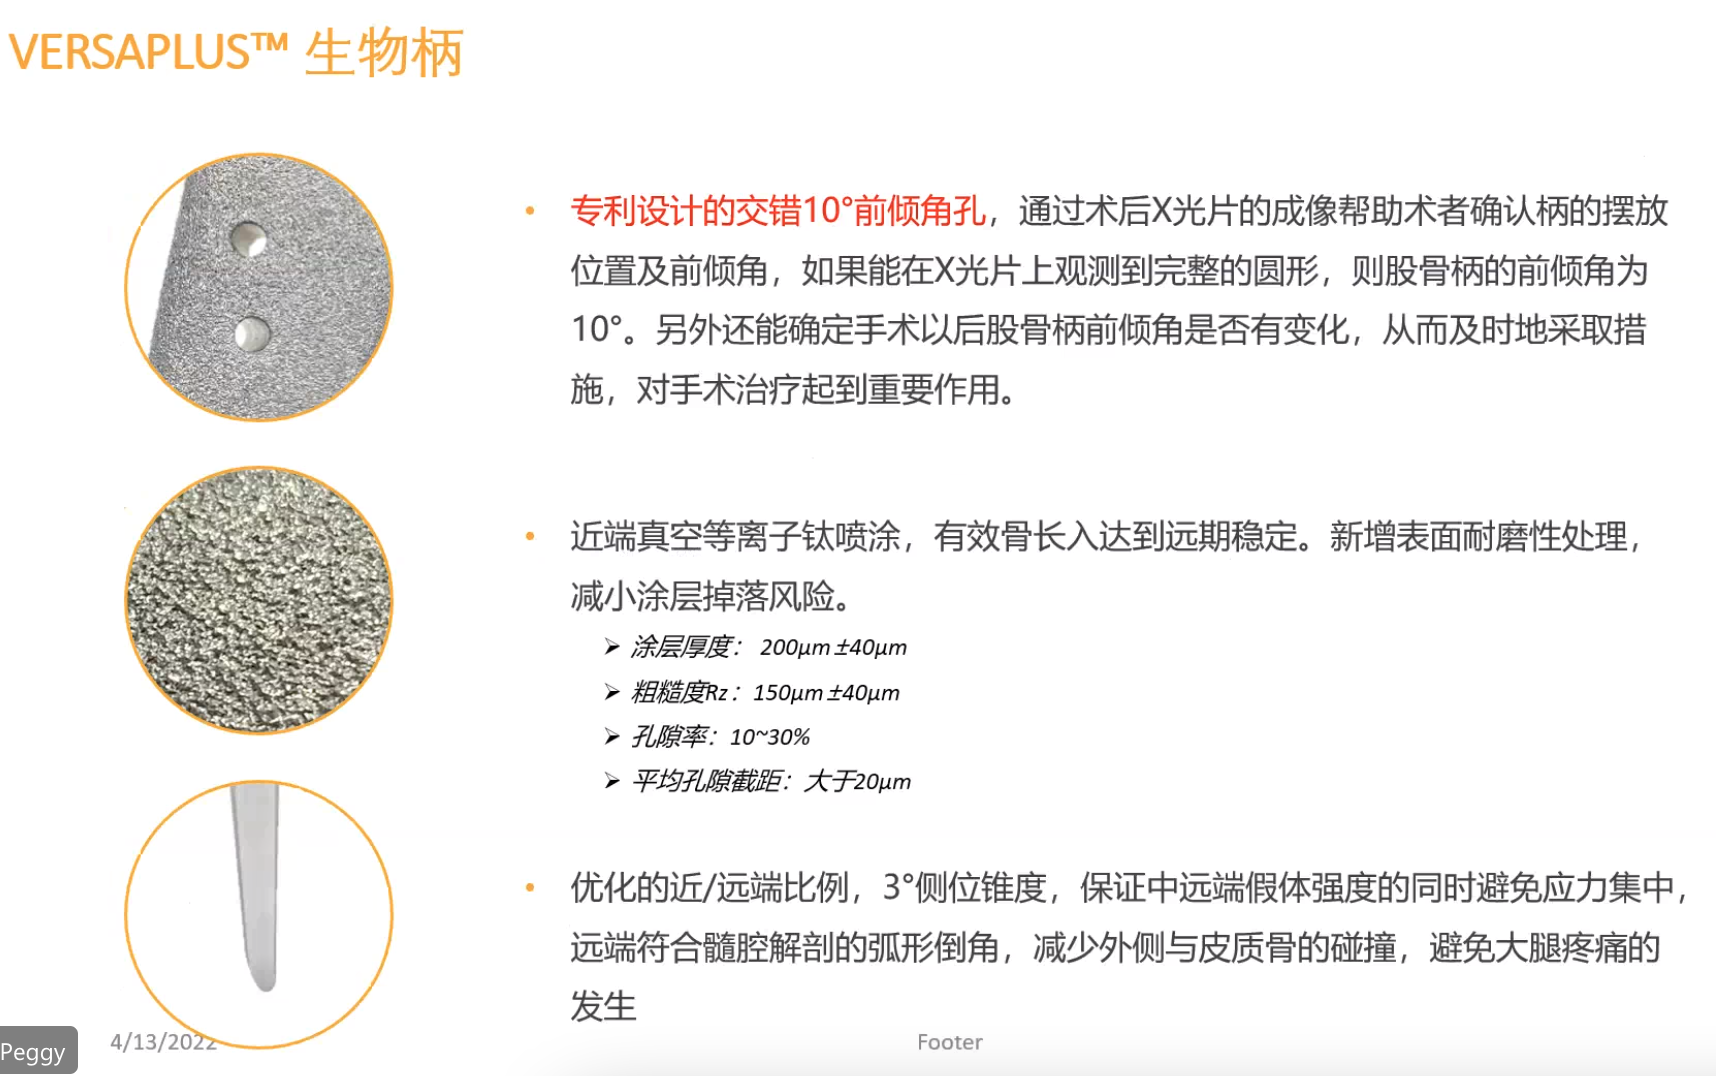 VERSAPLUS™ 生物柄
• 专利设计的交错10°前倾角孔，通过术后X光片的成像帮助术者确认柄的摆放
位置及前倾角，如果能在X光片上观测到完整的圆形，则股骨柄的前倾角为
10°。另外还能确定手术以后股骨柄前倾角是否有变化，从而及时地采取措
施，对手术治疗起到重要作用。
• 近端真空等离子钛喷涂，有效骨长入达到远期稳定。新增表面耐磨性处理，
减小涂层掉落风险。
➢ 涂层厚度： 200μm±40μm
➢ 粗糙度Rz：150μm±40μm
➢ 孔隙率：10~30%
➢ 平均孔隙截距：大于20μm
• 优化的近/远端比例，3°侧位锥度，保证中远端假体强度的同时避免应力集中，
远端符合髓腔解剖的弧形倒角，减少外侧与皮质骨的碰撞，避免大腿疼痛的
发生
4/13/2022
Footer
Peggy